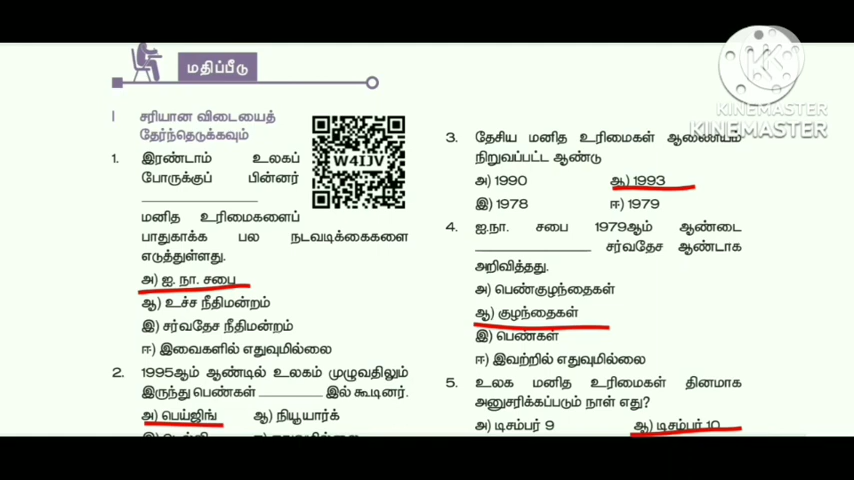 மதிப்பீடு
I சரியான விடையைத்
தேர்ந்தெடுக்கவும்
1. இரண்டாம் உலகப்
போருக்குப் பின்னர்
____________
மனித உரிமைகளைப்
பாதுகாக்க பல நடவடிக்கைகளை
எடுத்துள்ளது.
அ) ஐ. நா. சபை
ஆ) உச்ச நீதிமன்றம்
இ) சர்வதேச நீதிமன்றம்
ஈ) இவைகளில் எதுவுமில்லை
2. 1995ஆம் ஆண்டில் உலகம் முழுவதிலும்
இருந்து பெண்கள் ________ இல் கூடினர்.
அ) பெய்ஜிங் ஆ) நியூயார்க்
W4IJV
3. தேசிய மனித உரிமைகள் ஆணையம்
நிறுவப்பட்ட ஆண்டு
அ) 1990 ஆ) 1993
இ) 1978 ஈ) 1979
4. ஐ.நா. சபை 1979ஆம் ஆண்டை
____________ சர்வதேச ஆண்டாக
அறிவித்தது.
அ) பெண்குழந்தைகள்
ஆ) குழந்தைகள்
இ) பெண்கள்
ஈ) இவற்றில் எதுவுமில்லை
5. உலக மனித உரிமைகள் தினமாக
அனுசரிக்கப்படும் நாள் எது?
அ) டிசம்பர் 9 ஆ) டிசம்பர் 10
KINEMASTER
KINEMASTER